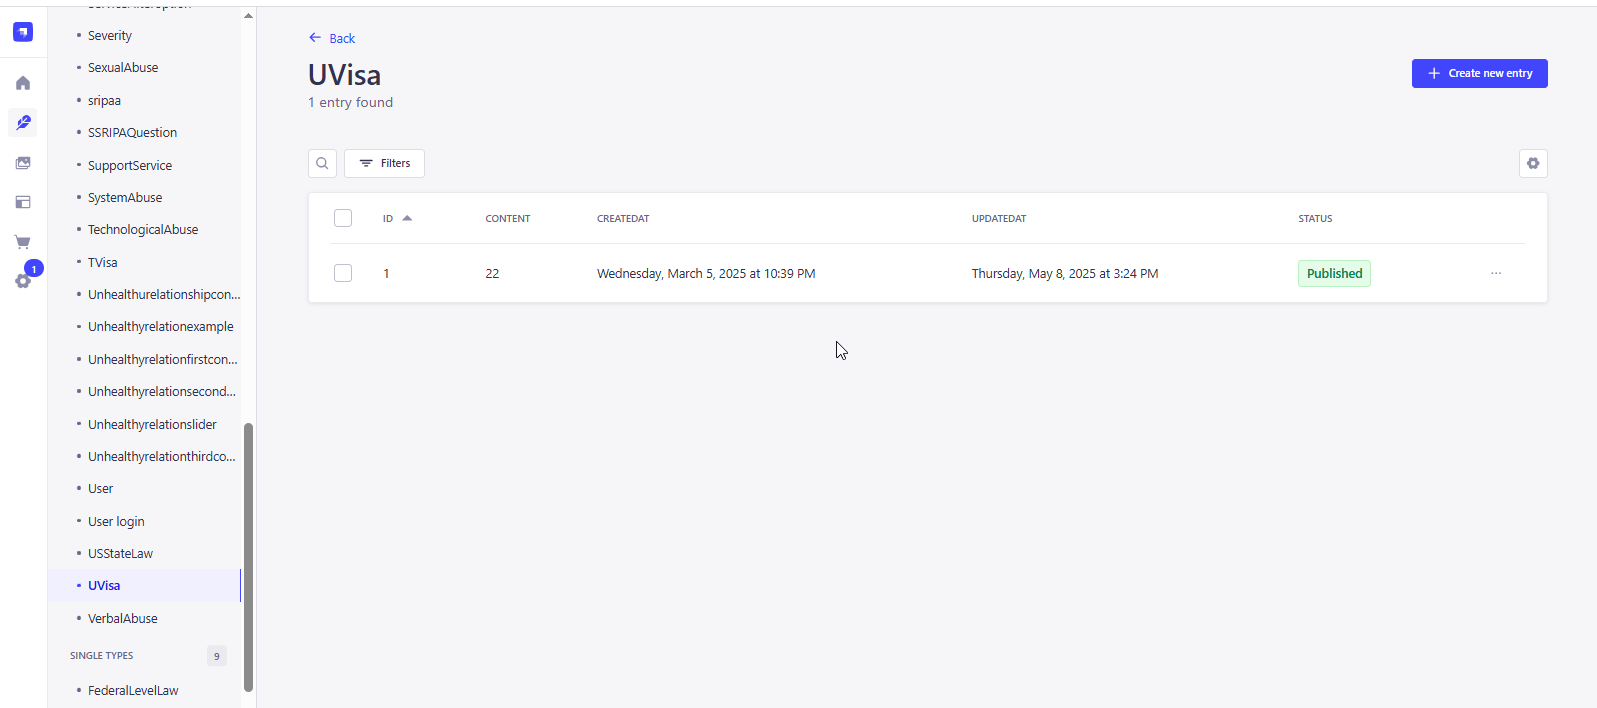 Severity
SexualAbuse
sripaa
SSRIPAQuestion
SupportService
SystemAbuse
TechnologicalAbuse
TVisa
Unhealthurelationshipcon...
Unhealthyrelationexample
Unhealthyrelationfirstcon...
Unhealthyrelationsecond...
Unhealthyrelationslider
Unhealthyrelationthirdco...
User
User login
USStateLaw
UVisa
VerbalAbuse
SINGLE TYPES 9
FederalLevelLaw
1
Back
UVisa
1 entry found
Create new entry
Filters
ID CONTENT CREATEDAT UPDATEDAT STATUS
1 22 Wednesday, March 5, 2025 at 10:39 PM Thursday, May 8, 2025 at 3:24 PM Published ...